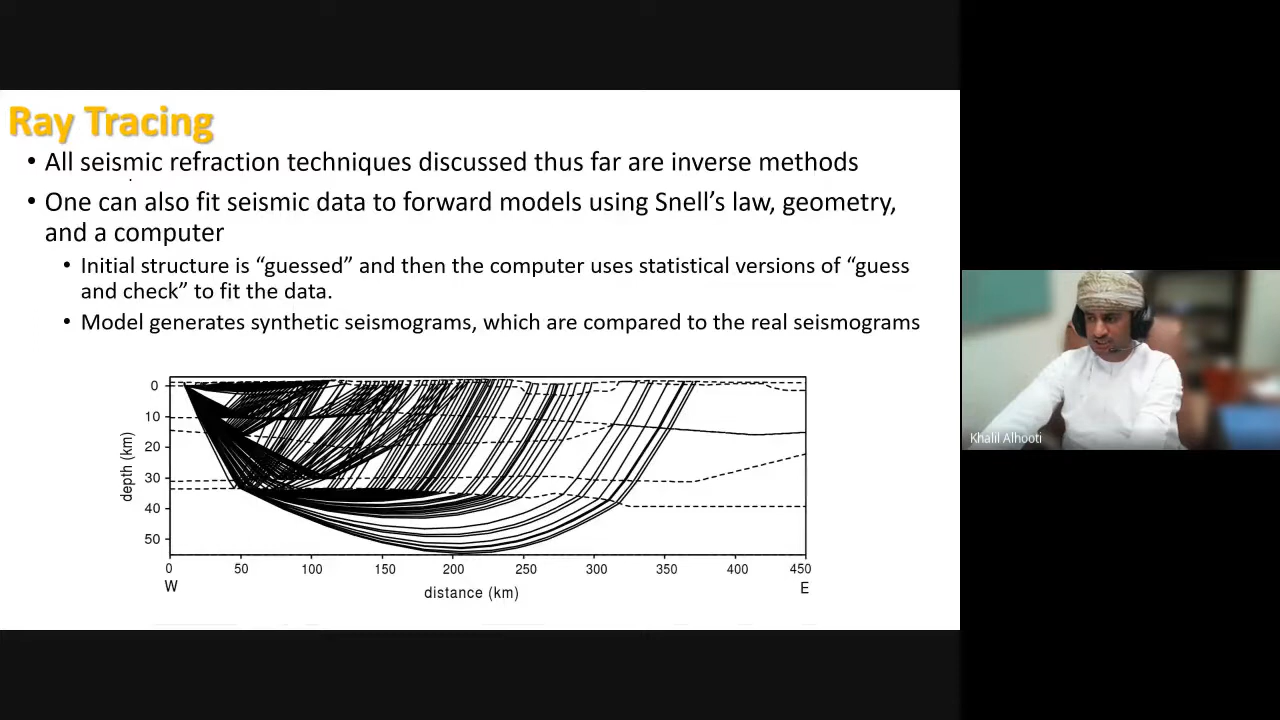 Ray Tracing
• All seismic refraction techniques discussed thus far are inverse methods
• One can also fit seismic data to forward models using Snell’s law, geometry,
and a computer
• Initial structure is “guessed” and then the computer uses statistical versions of “guess
and check” to fit the data.
• Model generates synthetic seismograms, which are compared to the real seismograms
0
10
20
30
40
50
depth (km)
0 50 100 150 200 250 300 350 400 450
W E
distance (km)
Khalil Alhooti